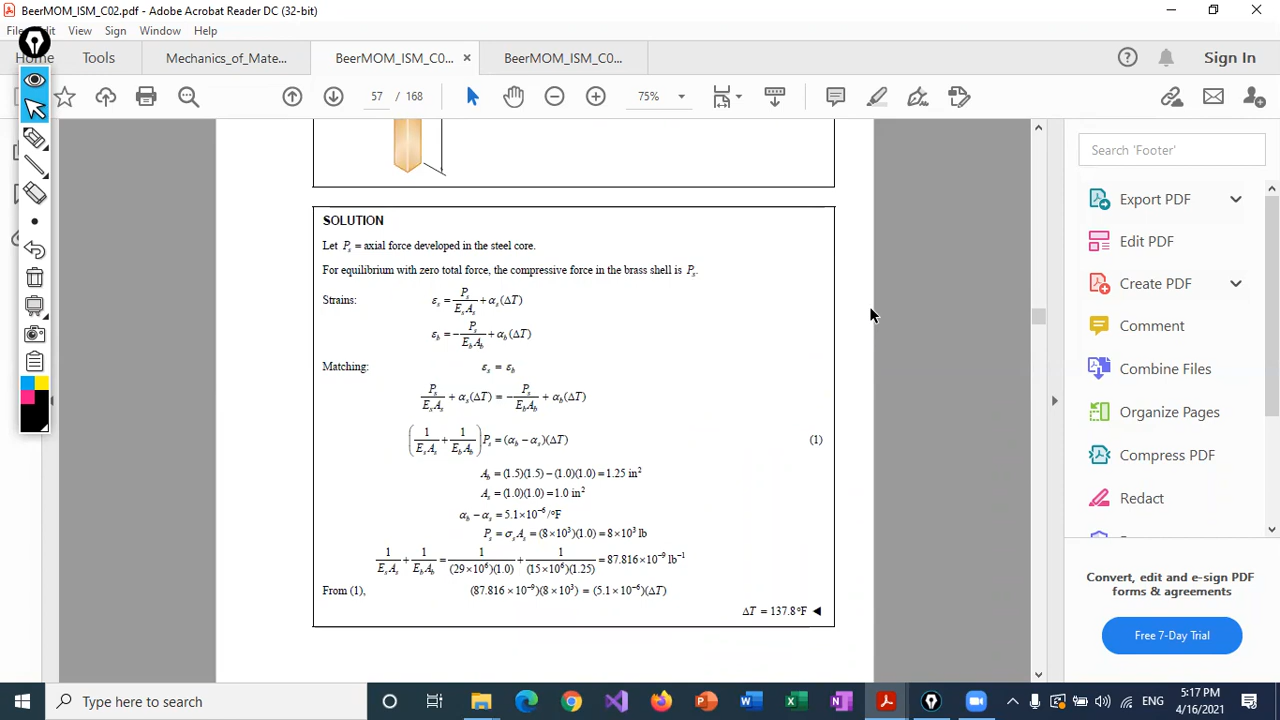 BeerMOM_ISM_C02.pdf - Adobe Acrobat Reader DC (32-bit)
View Sign Window Help
Home Tools Mechanics_of_Mate... BeerMOM_ISM_C0... × BeerMOM_ISM_C0... Sign In
57 / 168 75%
Search 'Footer'
Export PDF
Edit PDF
Create PDF
Comment
Combine Files
Organize Pages
Compress PDF
Redact
Convert, edit and e-sign PDF
forms & agreements
Free 7-Day Trial
SOLUTION
Let Pₛ = axial force developed in the steel core.
For equilibrium with zero total force, the compressive force in the brass shell is Pₛ.
Strains: εₛ = Pₛ/(EₛAₛ) + αₛ(ΔT)
ε_b = −Pₛ/(E_bA_b) + α_b(ΔT)
Matching: εₛ = ε_b
Pₛ/(EₛAₛ) + αₛ(ΔT) = −Pₛ/(E_bA_b) + α_b(ΔT)
(1/(EₛAₛ) + 1/(E_bA_b))Pₛ = (α_b − αₛ)(ΔT) (1)
A_b = (1.5)(1.5) − (1.0)(1.0) = 1.25 in²
Aₛ = (1.0)(1.0) = 1.0 in²
α_b − αₛ = 5.1×10⁻⁶/°F
Pₛ = σₛAₛ = (8×10³)(1.0) = 8×10³ lb
1/(EₛAₛ) + 1/(E_bA_b) = 1/((29×10⁶)(1.0)) + 1/((15×10⁶)(1.25)) = 87.816×10⁻⁹ lb⁻¹
From (1), (87.816×10⁻⁹)(8×10³) = (5.1×10⁻⁶)(ΔT)
ΔT = 137.8°F ◄
Type here to search
ENG
5:17 PM
4/16/2021